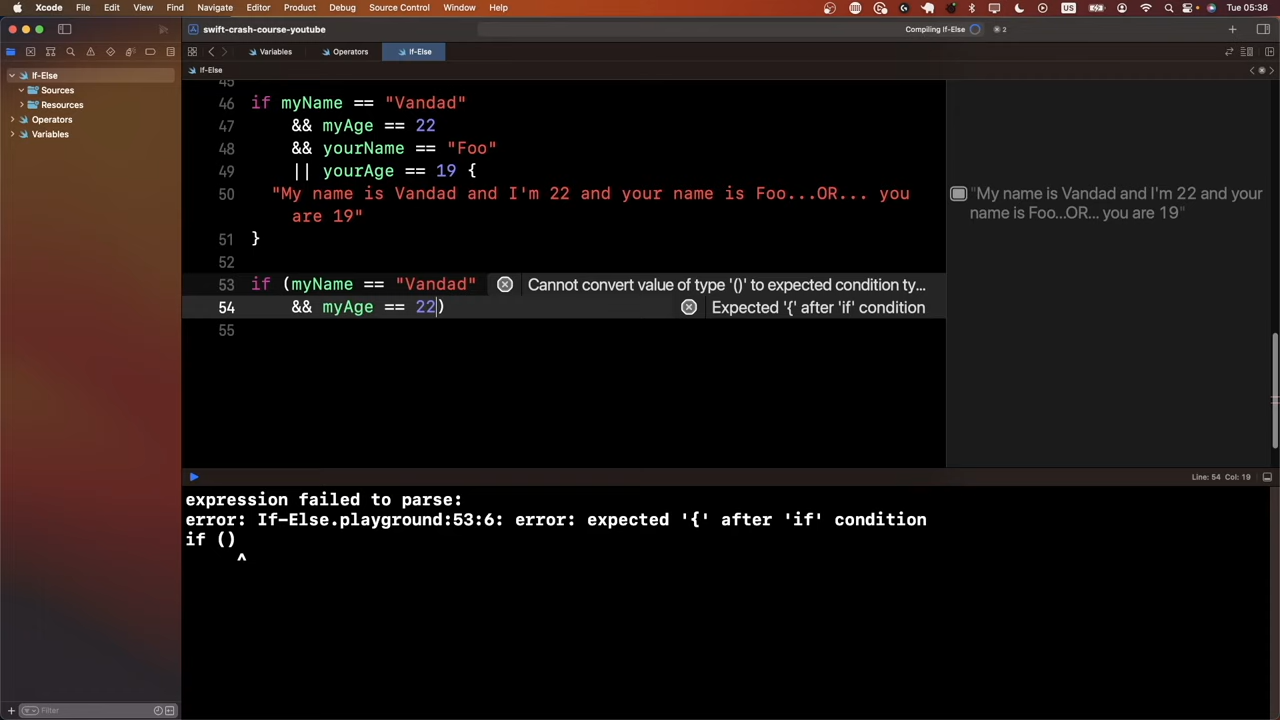 Xcode File Edit View Find Navigate Editor Product Debug Source Control Window Help US Tue 05:38
swift-crash-course-youtube Compiling If-Else 2
Variables Operators If-Else
If-Else
If-Else
Sources
Resources
Operators
Variables
45
46 if myName == "Vandad"
47 && myAge == 22
48 && yourName == "Foo"
49 || yourAge == 19 {
50 "My name is Vandad and I'm 22 and your name is Foo...OR... you
are 19"
51 }
52
53 if (myName == "Vandad" Cannot convert value of type '()' to expected condition ty...
54 && myAge == 22) Expected '{' after 'if' condition
55
"My name is Vandad and I'm 22 and your
name is Foo...OR... you are 19"
Line: 54 Col: 19
expression failed to parse:
error: If-Else.playground:53:6: error: expected '{' after 'if' condition
if ()
^
Filter